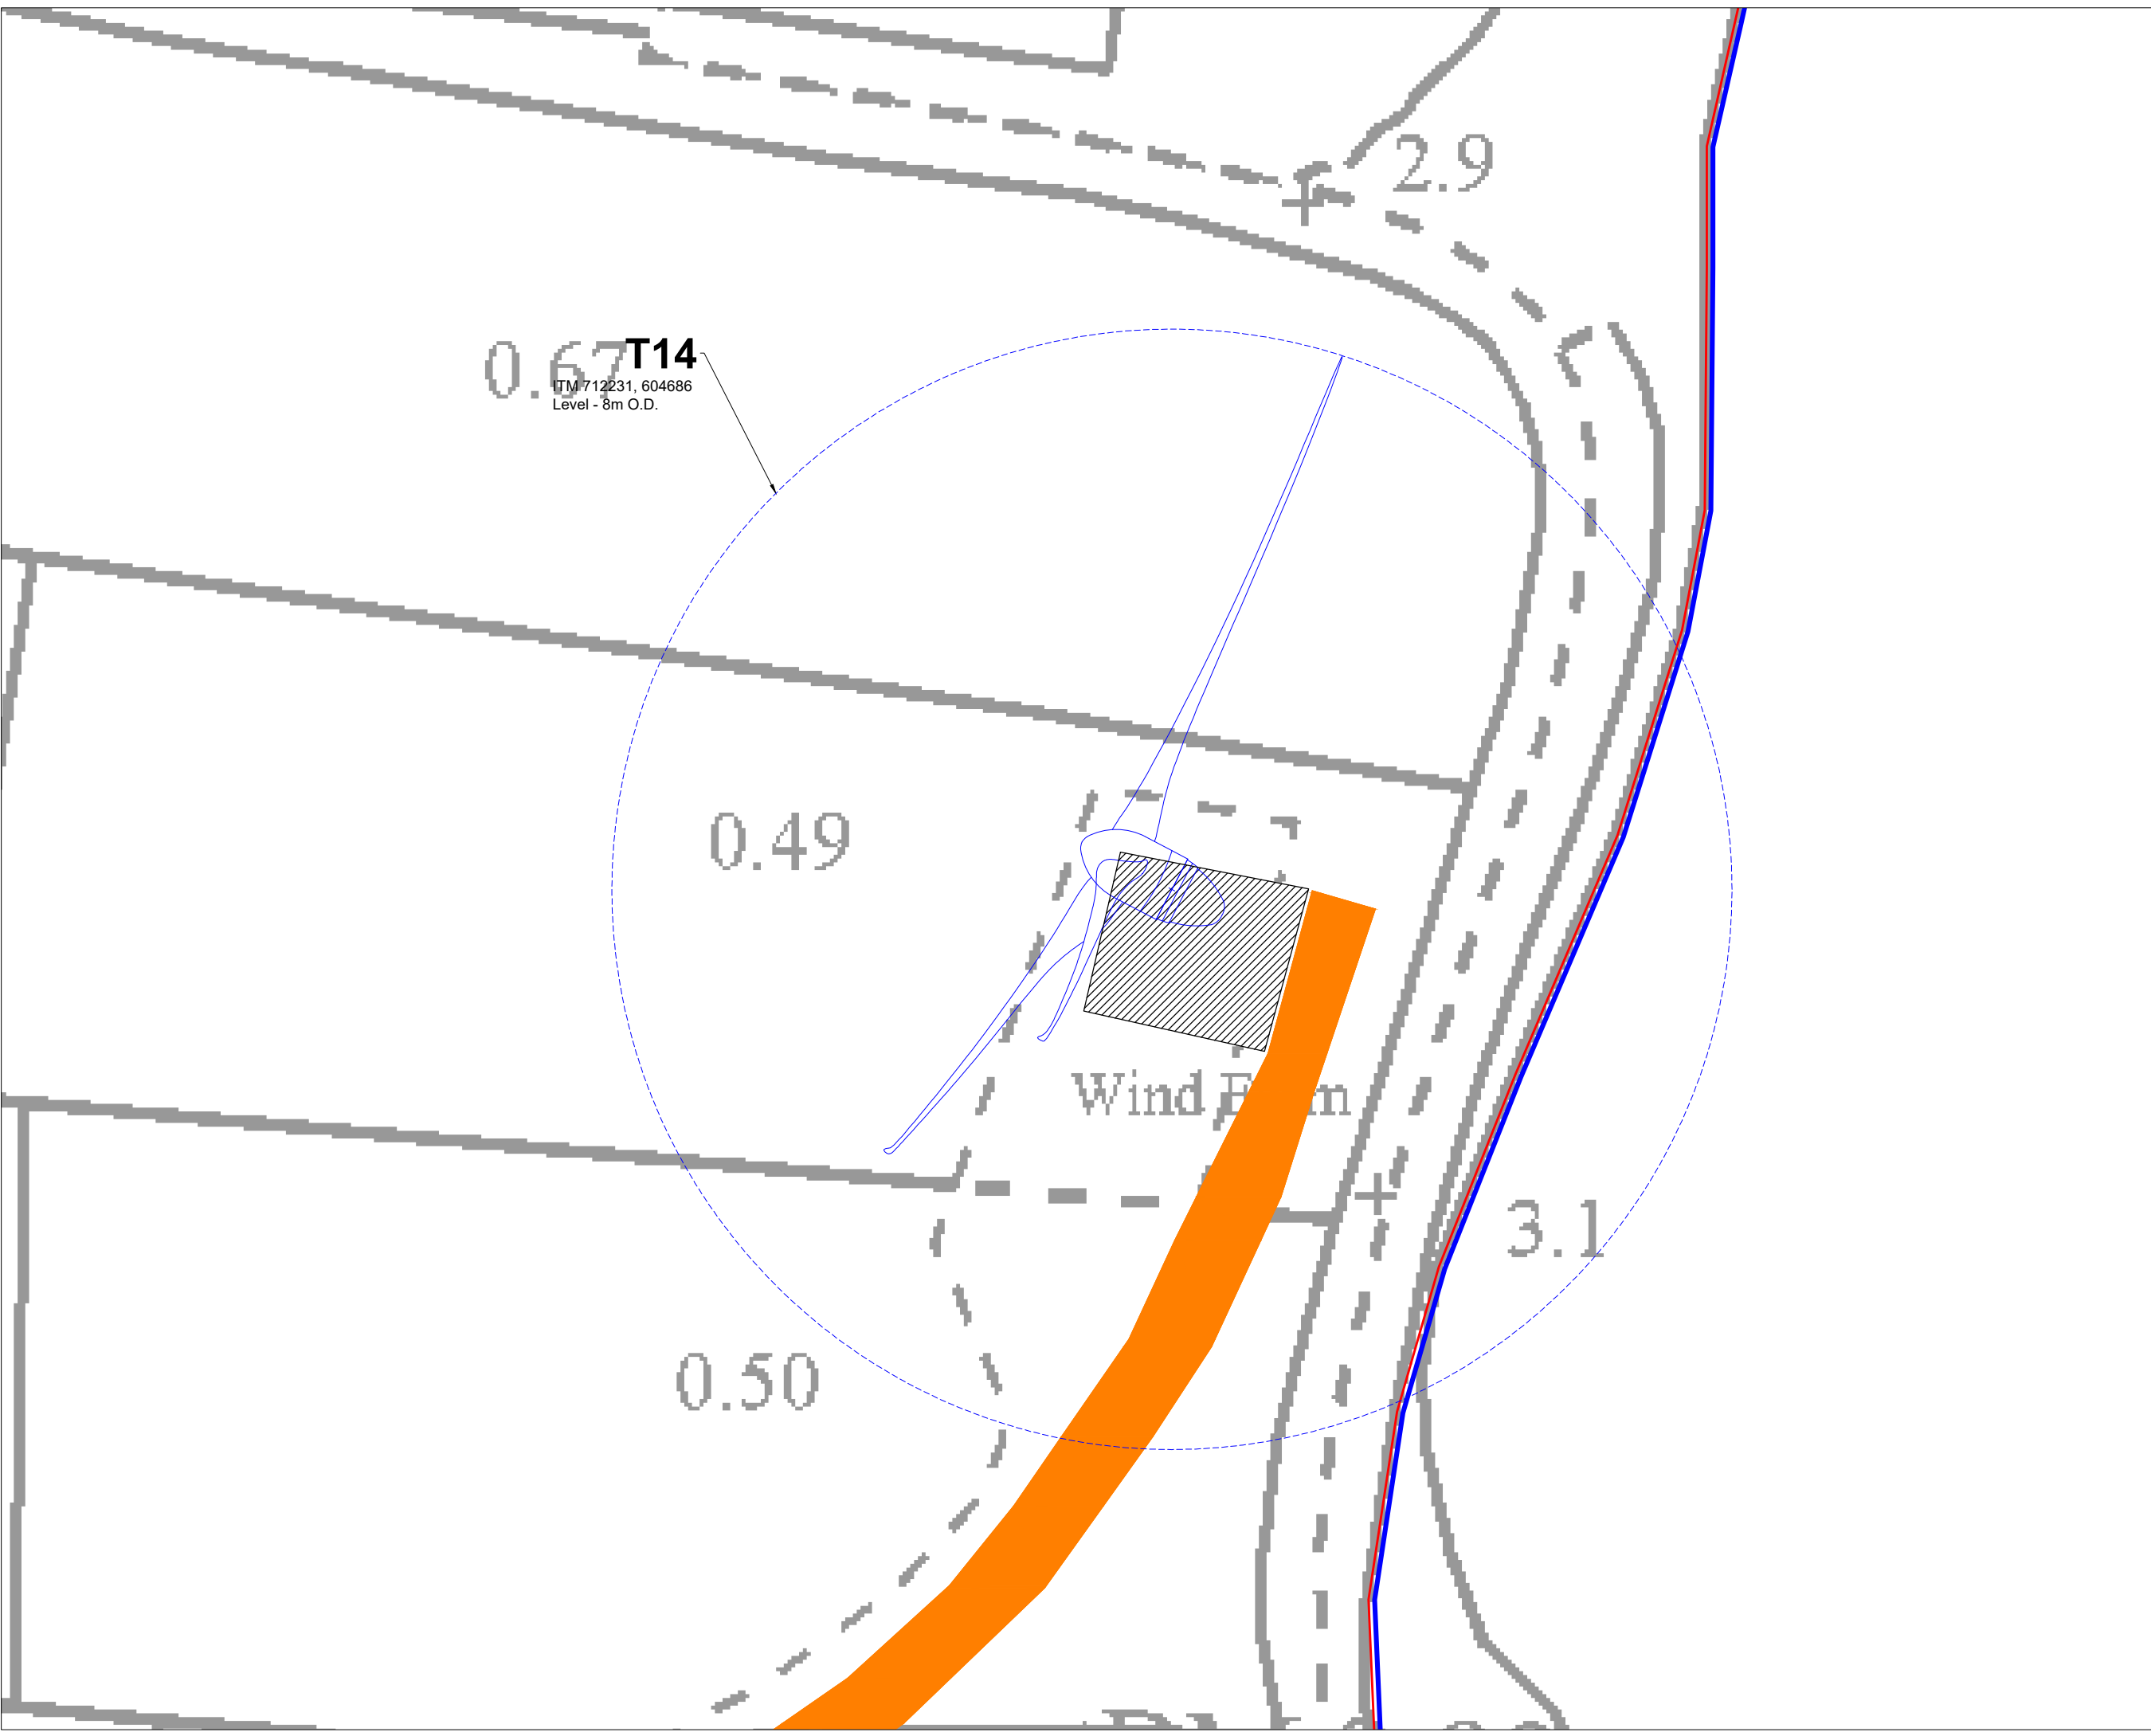 2.9
0.67
T14
ITM 712231, 604686
Level - 8m O.D.
0.49
Wind
3.1
0.50